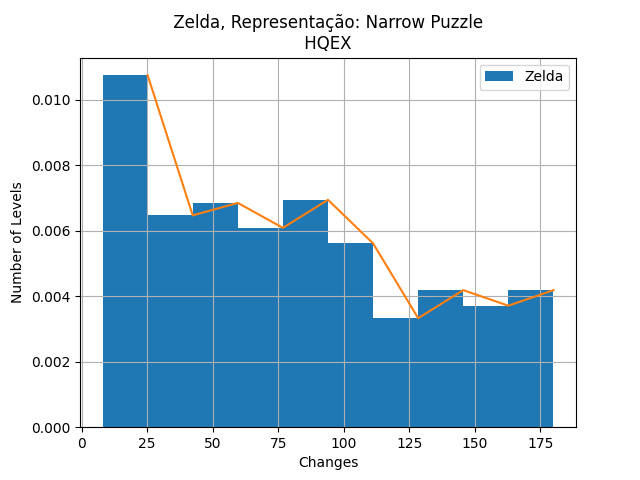 Zelda, Representação: Narrow Puzzle
HQEX
Zelda
0.010
0.008
0.006
0.004
0.002
0.000
Number of Levels
0 25 50 75 100 125 150 175
Changes